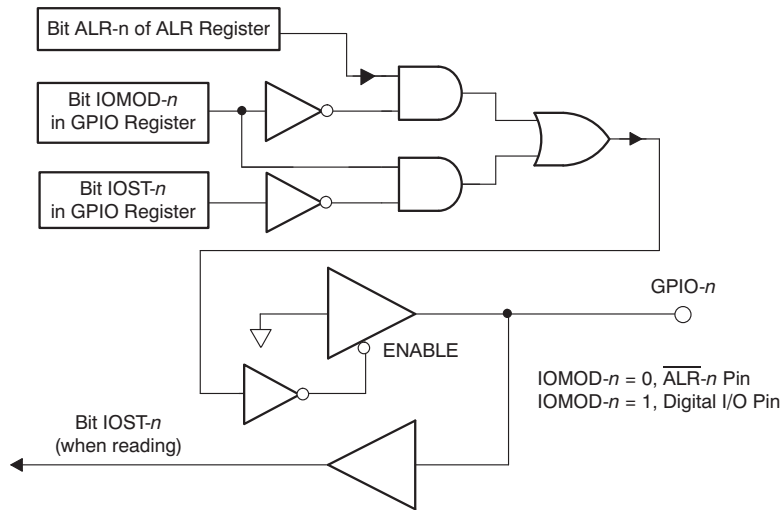 Bit ALR-n of ALR Register
Bit IOMOD-n
in GPIO Register
Bit IOST-n
in GPIO Register
GPIO-n
ENABLE
IOMOD-n = 0, A̅L̅R̅-n Pin
IOMOD-n = 1, Digital I/O Pin
Bit IOST-n
(when reading)